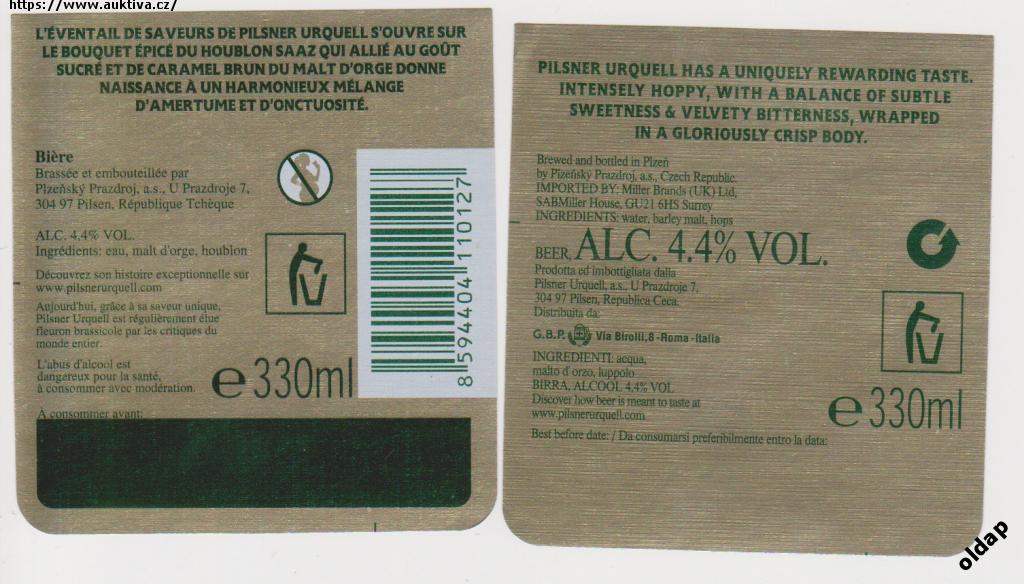 https://www.auktiva.cz/
L'ÉVENTAIL DE SAVEURS DE PILSNER URQUELL S'OUVRE SUR
LE BOUQUET ÉPICÉ DU HOUBLON SAAZ QUI ALLIÉ AU GOÛT
SUCRÉ ET DE CARAMEL BRUN DU MALT D'ORGE DONNE
NAISSANCE À UN HARMONIEUX MÉLANGE
D'AMERTUME ET D'ONCTUOSITÉ.
Bière
Brassée et embouteillée par
Plzeňský Prazdroj, a.s., U Prazdroje 7,
304 97 Pilsen, République Tchèque
ALC. 4,4% VOL.
Ingrédients: eau, malt d'orge, houblon
Découvrez son histoire exceptionnelle sur
www.pilsnerurquell.com
Aujourd'hui, grâce à sa saveur unique,
Pilsner Urquell est régulièrement élue
fleuron brassicole par les critiques du
monde entier.
L'abus d'alcool est
dangereux pour la santé,
à consommer avec modération.
e 330ml
À consommer avant:
8 594404 110127
PILSNER URQUELL HAS A UNIQUELY REWARDING TASTE.
INTENSELY HOPPY, WITH A BALANCE OF SUBTLE
SWEETNESS & VELVETY BITTERNESS, WRAPPED
IN A GLORIOUSLY CRISP BODY.
Brewed and bottled in Plzeň
by Plzeňský Prazdroj, a.s., Czech Republic.
IMPORTED BY: Miller Brands (UK) Ltd,
SABMiller House, GU21 6HS Surrey
INGREDIENTS: water, barley malt, hops
BEER, ALC. 4.4% VOL.
Prodotta ed imbottigliata dalla
Pilsner Urquell, a.s., U Prazdroje 7,
304 97 Pilsen, Republica Ceca.
Distribuita da:
G.B.P. Via Birolli, 8 - Roma - Italia
INGREDIENTI: acqua,
malto d'orzo, luppolo
BIRRA, ALCOOL 4,4% VOL
Discover how beer is meant to taste at
www.pilsnerurquell.com
e 330ml
Best before date: / Da consumarsi preferibilmente entro la data:
oldap